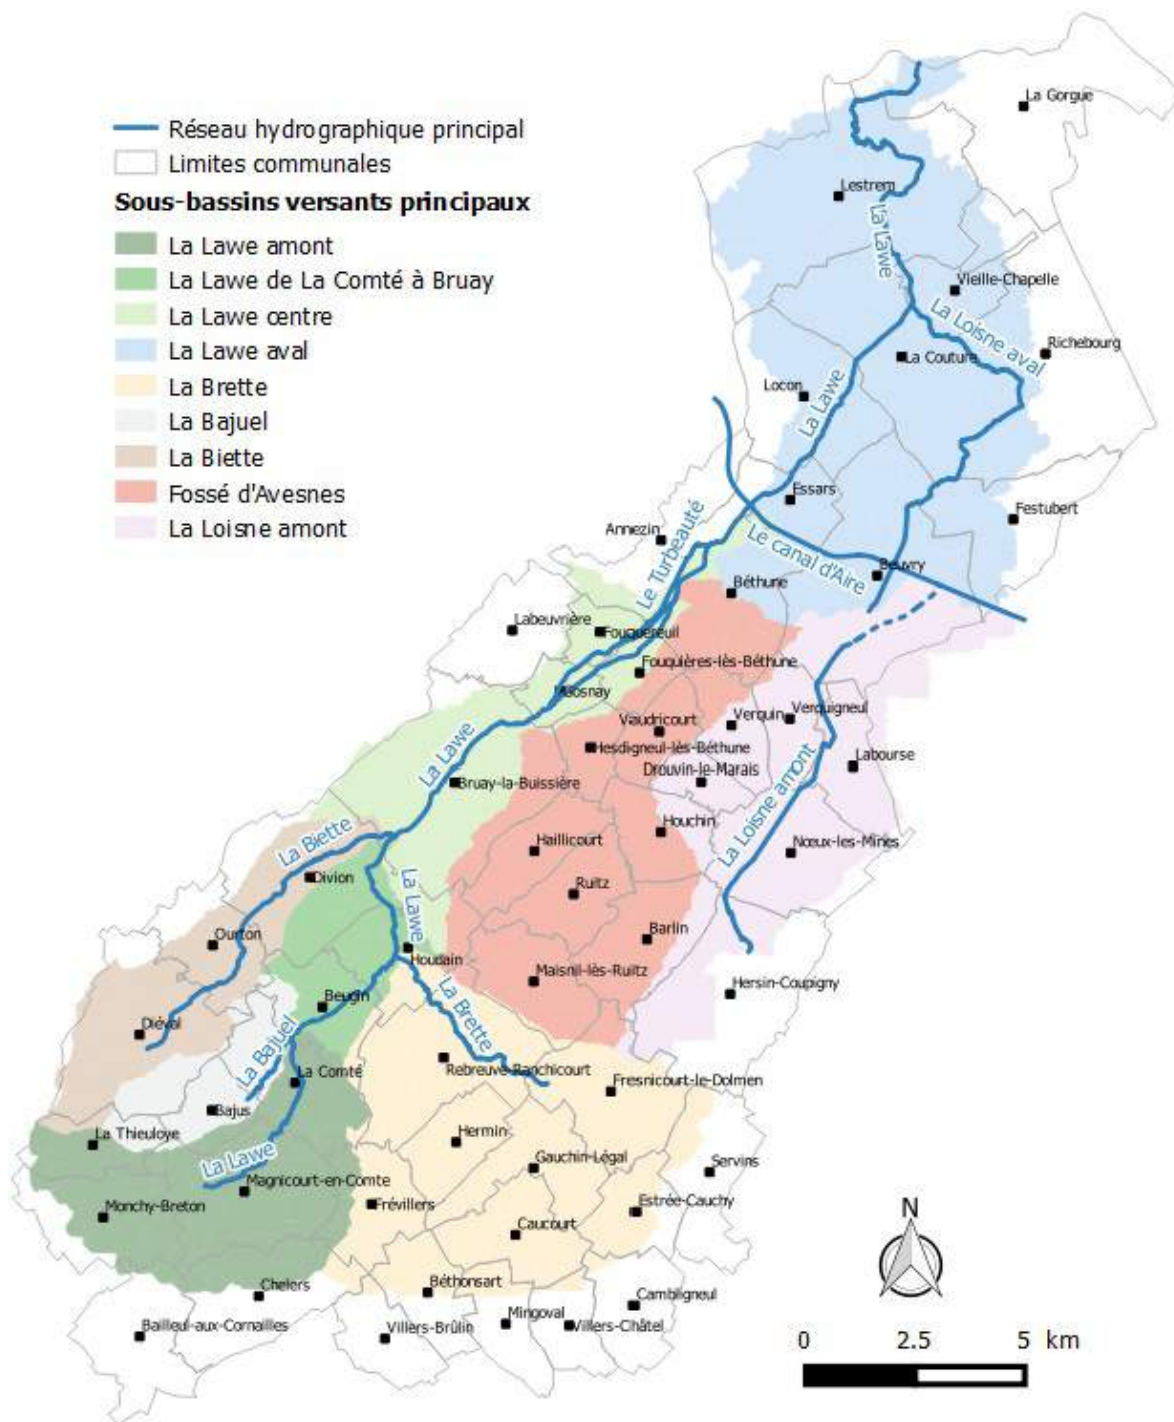 La Gorgue
Réseau hydrographique principal
Limites communales
Sous-bassins versants principaux
La Lawe amont
La Lawe de La Comté à Bruay
La Lawe centre
La Lawe aval
La Brette
La Bajuel
La Biette
Fossé d'Avesnes
La Loisne amont
Lestrem
La Lawe
Vieille-Chapelle
La Loisne aval
Richebourg
La Couture
Locon
La Lawe
Essars
Festubert
Annezin
Le Turbeauté
Le canal d'Aire
Beuvry
Béthune
Labeuvrière
Fouquereuil
Fouquières-lès-Béthune
Gosnay
Vaudricourt
Verquin
Verquigneul
Hesdigneul-lès-Béthune
Drouvin-le-Marais
Labourse
La Lawe
Bruay-la-Buissière
La Loisne amont
Houchin
Haillicourt
Nœux-les-Mines
La Biette
Divion
Ruitz
La Lawe
Barlin
Ourton
Houdain
Maisnil-lès-Ruitz
Hersin-Coupigny
Beugin
La Brette
Diéval
La Bajuel
La Comté
Rebreuve-Ranchicourt
Fresnicourt-le-Dolmen
Bajus
La Thieuloye
Hermin
La Lawe
Gauchin-Légal
Servins
Magnicourt-en-Comte
Monchy-Breton
Frévillers
Estrée-Cauchy
Caucourt
N
Chelers
Béthonsart
Cambligneul
Bailleul-aux-Cornailles
Villers-Brûlin
Mingoval
Villers-Châtel
0 2.5 5 km